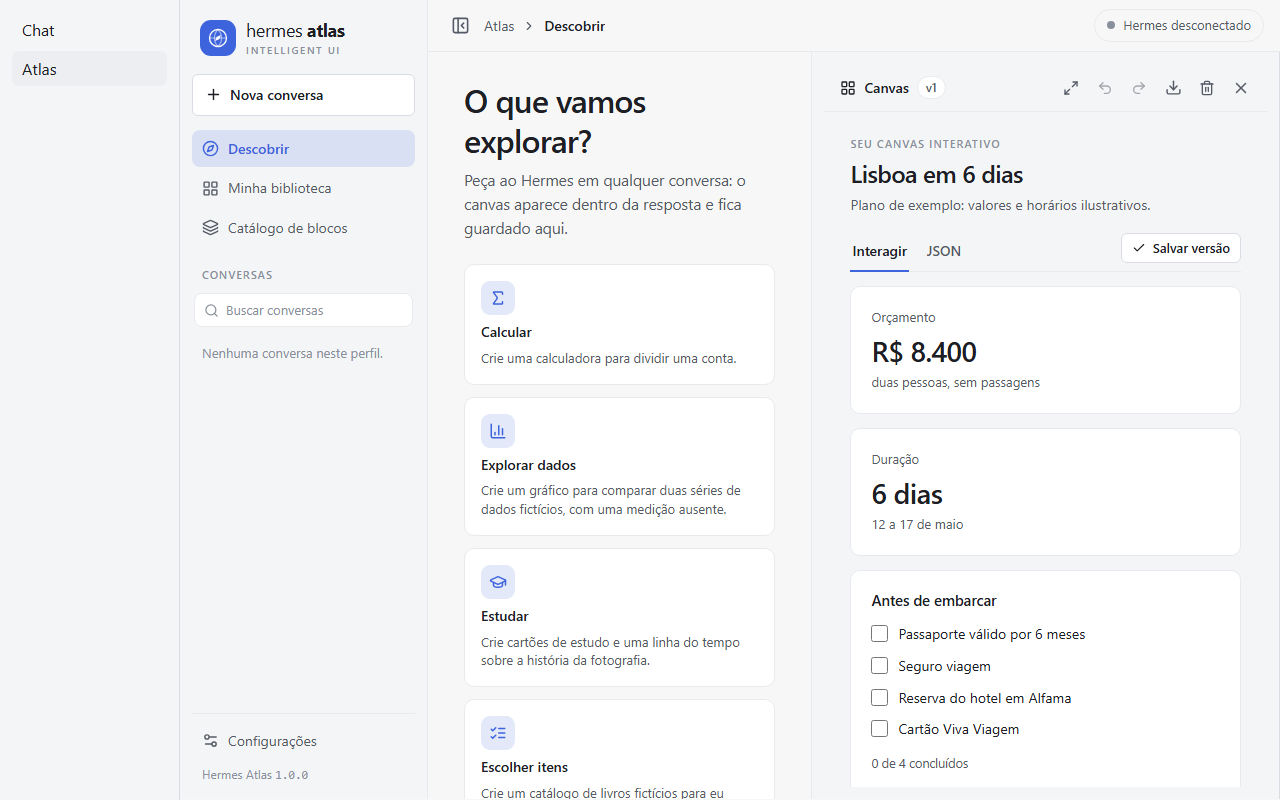 Chat
Atlas
hermes atlas
INTELLIGENT UI
Nova conversa
Descobrir
Minha biblioteca
Catálogo de blocos
CONVERSAS
Buscar conversas
Nenhuma conversa neste perfil.
Configurações
Hermes Atlas 1.0.0
Atlas > Descobrir
Hermes desconectado
O que vamos
explorar?
Peça ao Hermes em qualquer conversa: o
canvas aparece dentro da resposta e fica
guardado aqui.
Calcular
Crie uma calculadora para dividir uma conta.
Explorar dados
Crie um gráfico para comparar duas séries de
dados fictícios, com uma medição ausente.
Estudar
Crie cartões de estudo e uma linha do tempo
sobre a história da fotografia.
Escolher itens
Crie um catálogo de livros fictícios para eu
Canvas v1
SEU CANVAS INTERATIVO
Lisboa em 6 dias
Plano de exemplo: valores e horários ilustrativos.
Interagir
JSON
Salvar versão
Orçamento
R$ 8.400
duas pessoas, sem passagens
Duração
6 dias
12 a 17 de maio
Antes de embarcar
Passaporte válido por 6 meses
Seguro viagem
Reserva do hotel em Alfama
Cartão Viva Viagem
0 de 4 concluídos